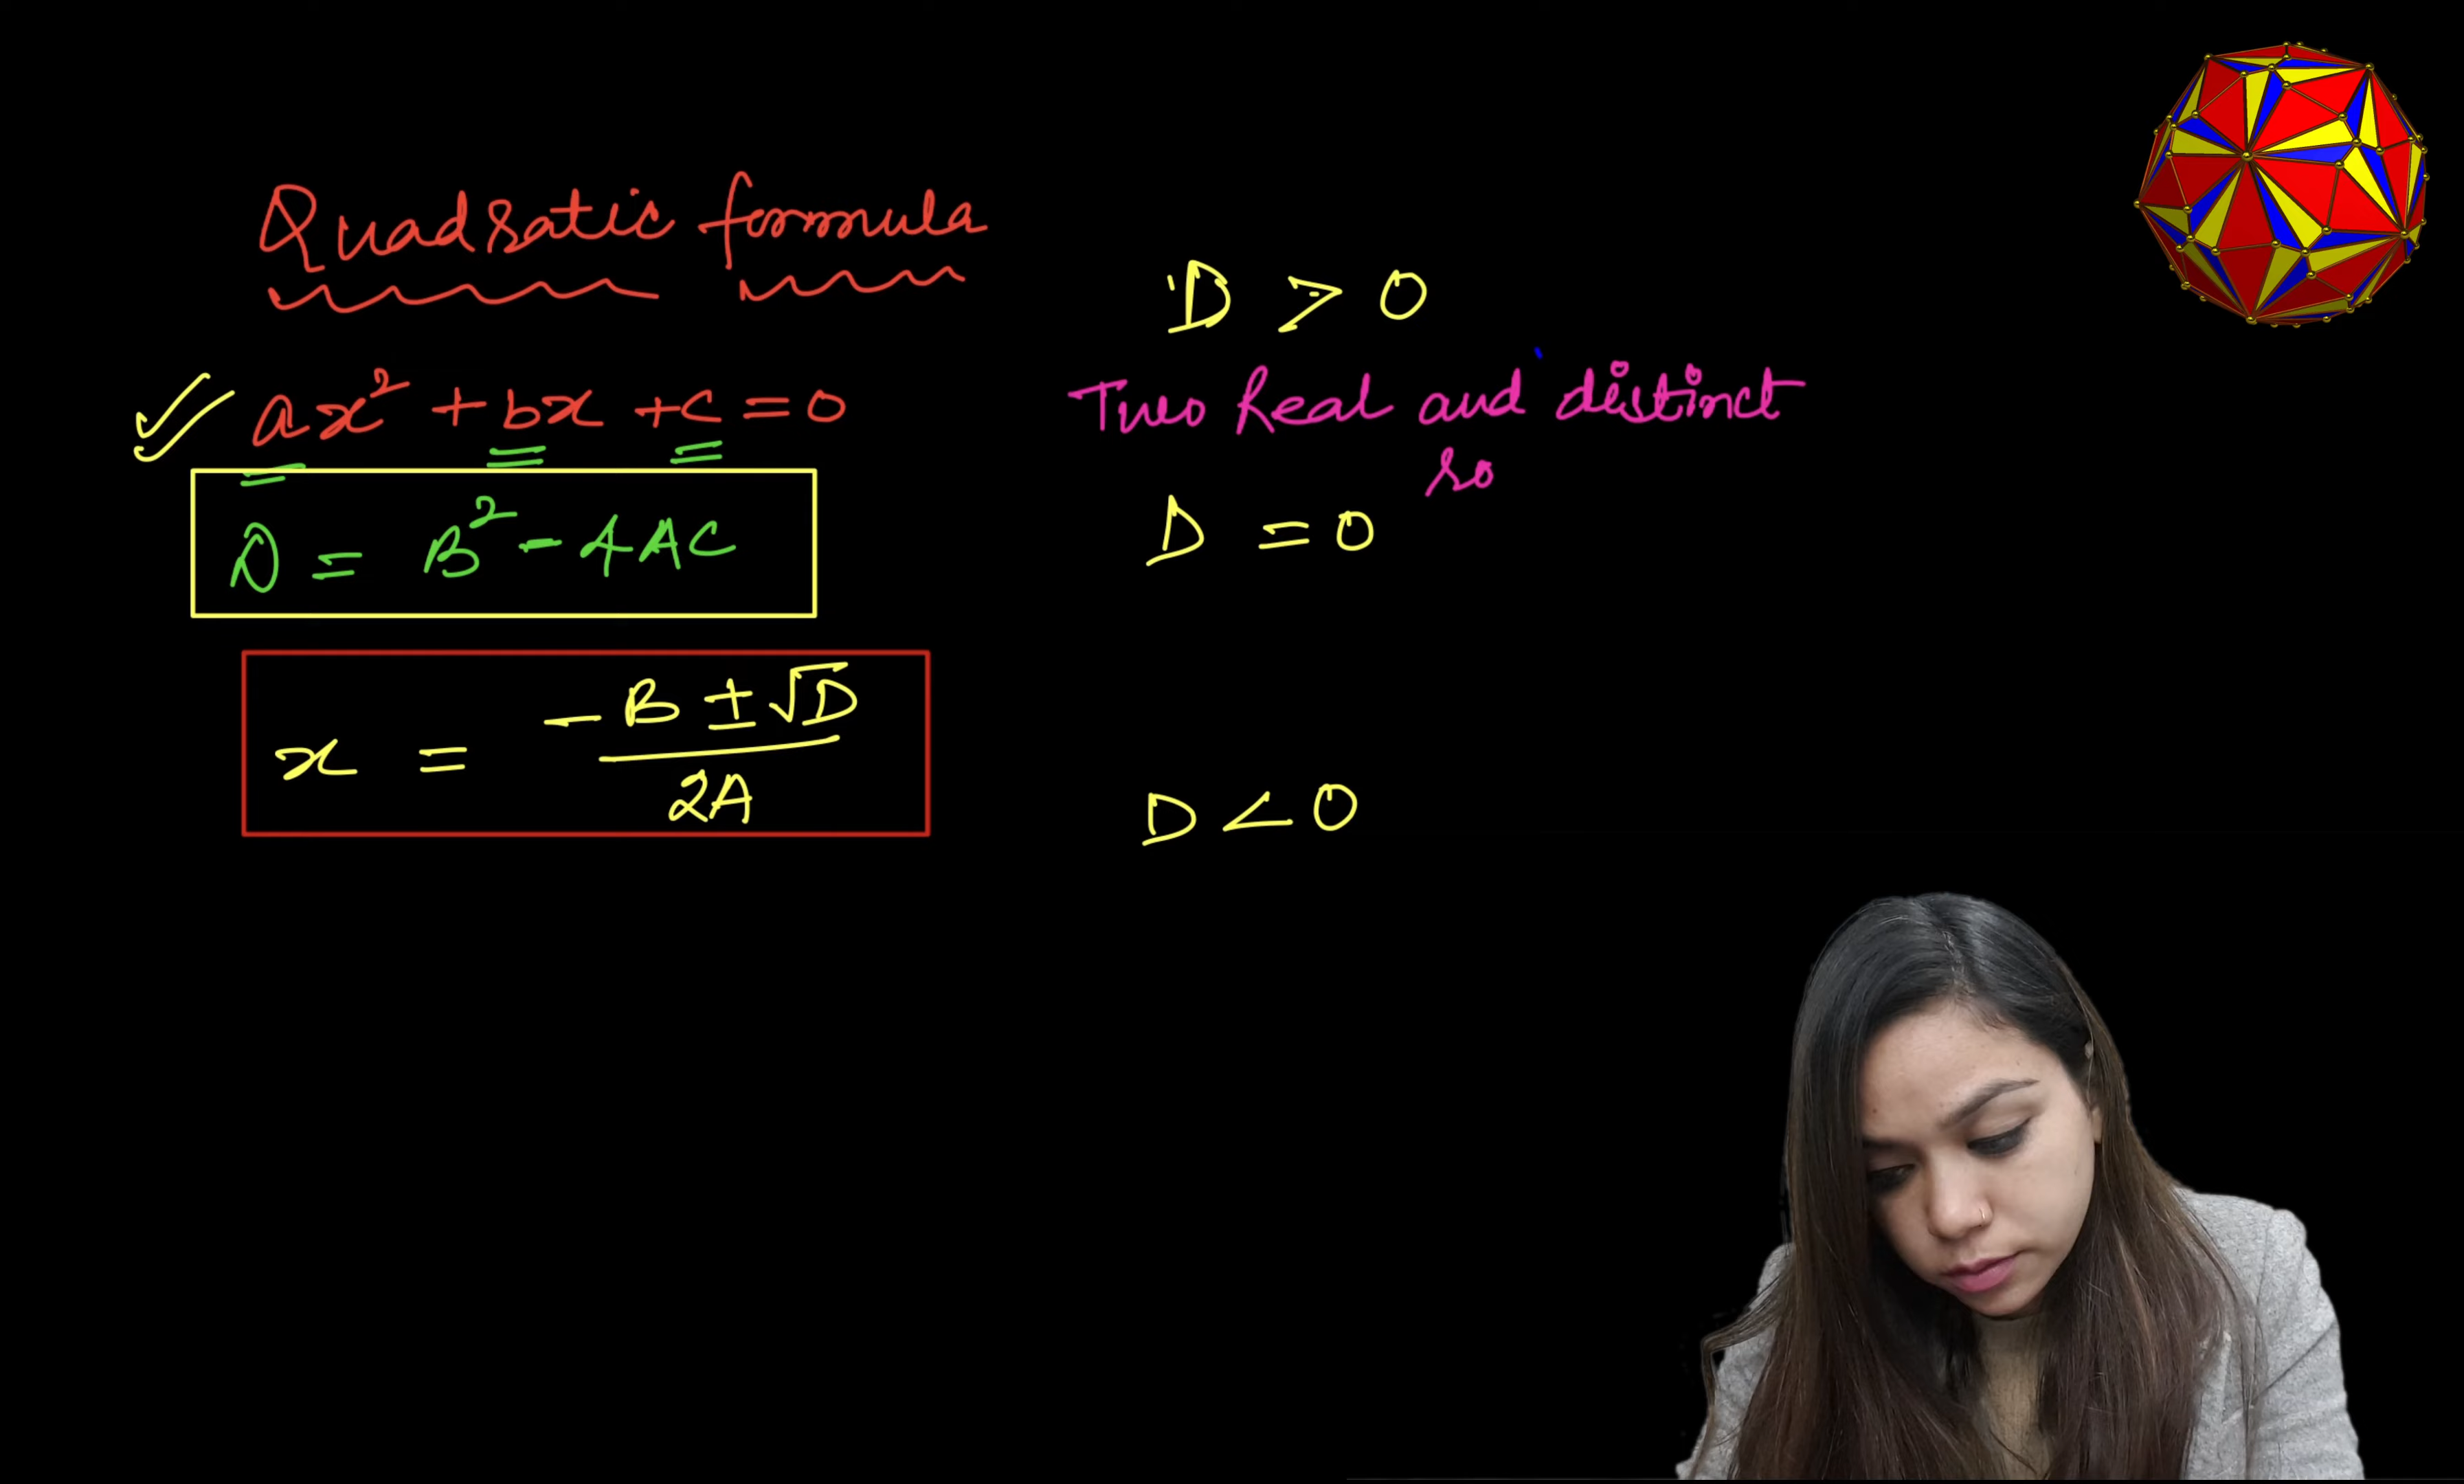 Quadratic formula
ax² + bx + c = 0
D = B² - 4AC
x = -B ± √D / 2A
D > 0
Two Real and distinct
ro
D = 0
D < 0